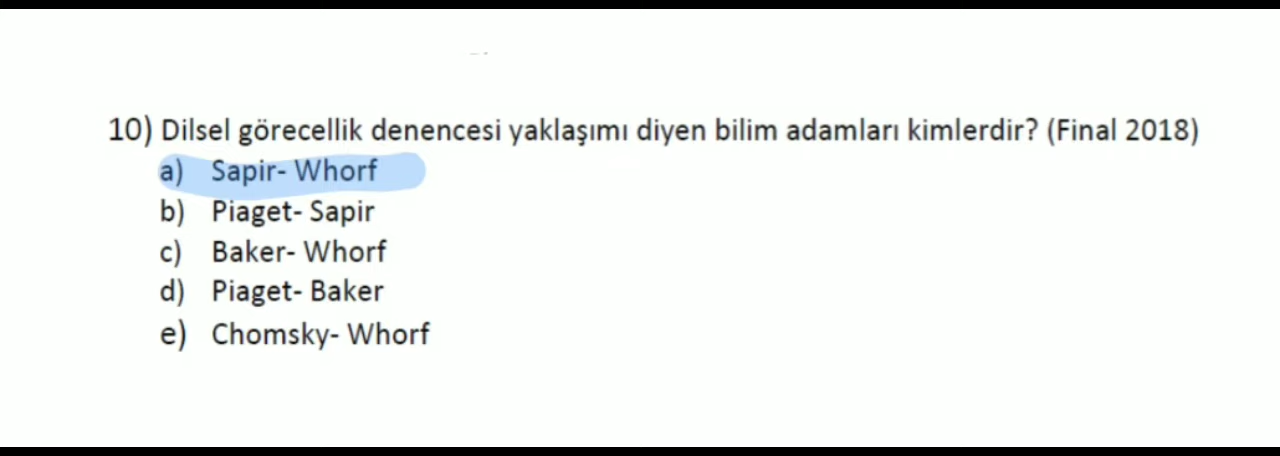 10) Dilsel görecellik denencesi yaklaşımı diyen bilim adamları kimlerdir? (Final 2018)
a) Sapir- Whorf
b) Piaget- Sapir
c) Baker- Whorf
d) Piaget- Baker
e) Chomsky- Whorf